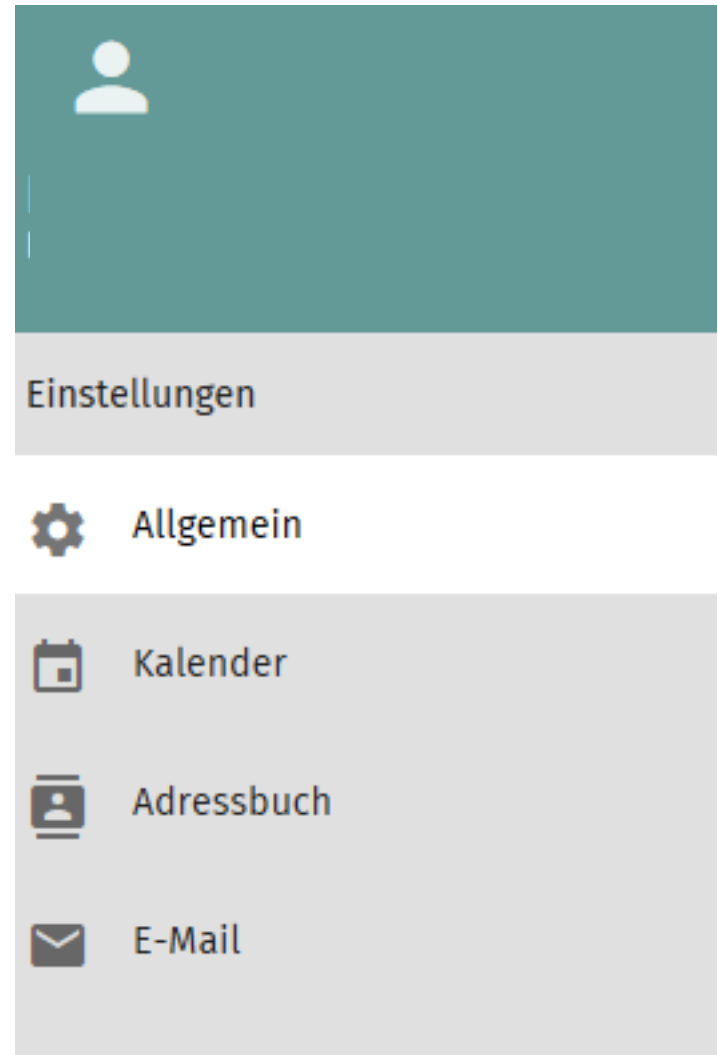 Einstellungen
Allgemein
Kalender
Adressbuch
E-Mail